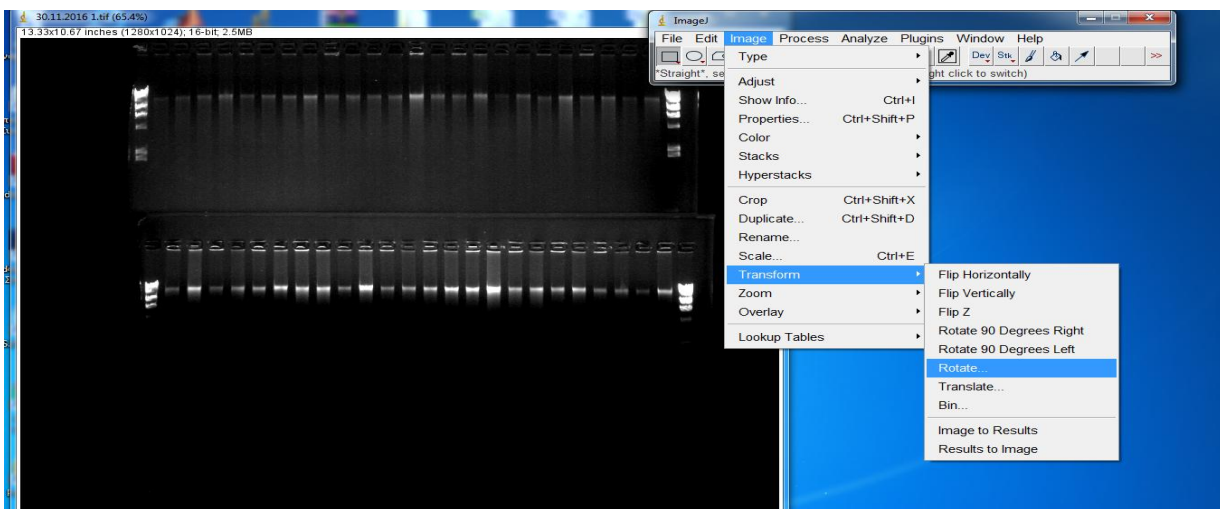 30.11.2016 1.tif (65.4%)
13.33x10.67 inches (1280x1024); 16-bit; 2.5MB
ImageJ
File Edit Image Process Analyze Plugins Window Help
Dev Stk >>
*Straight*, se
ght click to switch)
Type
Adjust
Show Info... Ctrl+I
Properties... Ctrl+Shift+P
Color
Stacks
Hyperstacks
Crop Ctrl+Shift+X
Duplicate... Ctrl+Shift+D
Rename...
Scale... Ctrl+E
Transform
Zoom
Overlay
Lookup Tables
Flip Horizontally
Flip Vertically
Flip Z
Rotate 90 Degrees Right
Rotate 90 Degrees Left
Rotate...
Translate...
Bin...
Image to Results
Results to Image